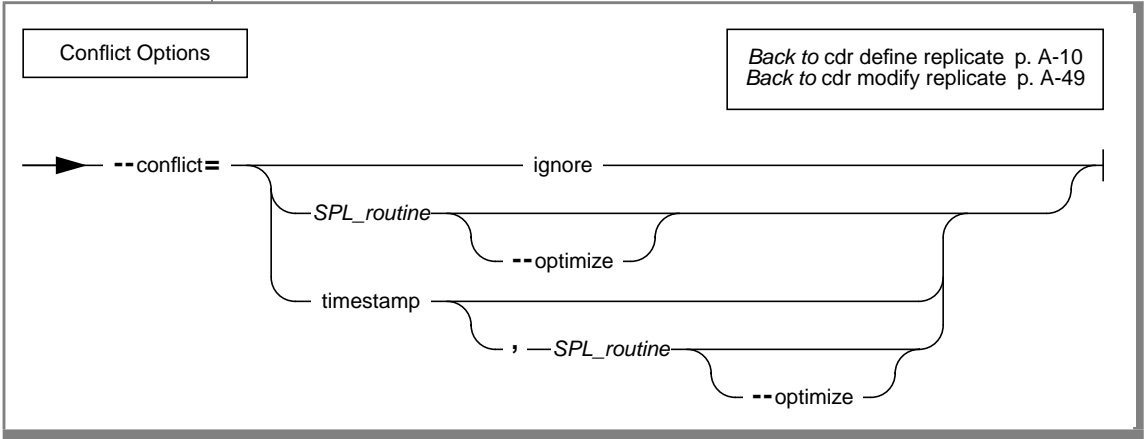 Conflict Options
Back to cdr define replicate p. A-10
Back to cdr modify replicate p. A-49
--conflict= ignore
SPL_routine
--optimize
timestamp
, SPL_routine
--optimize